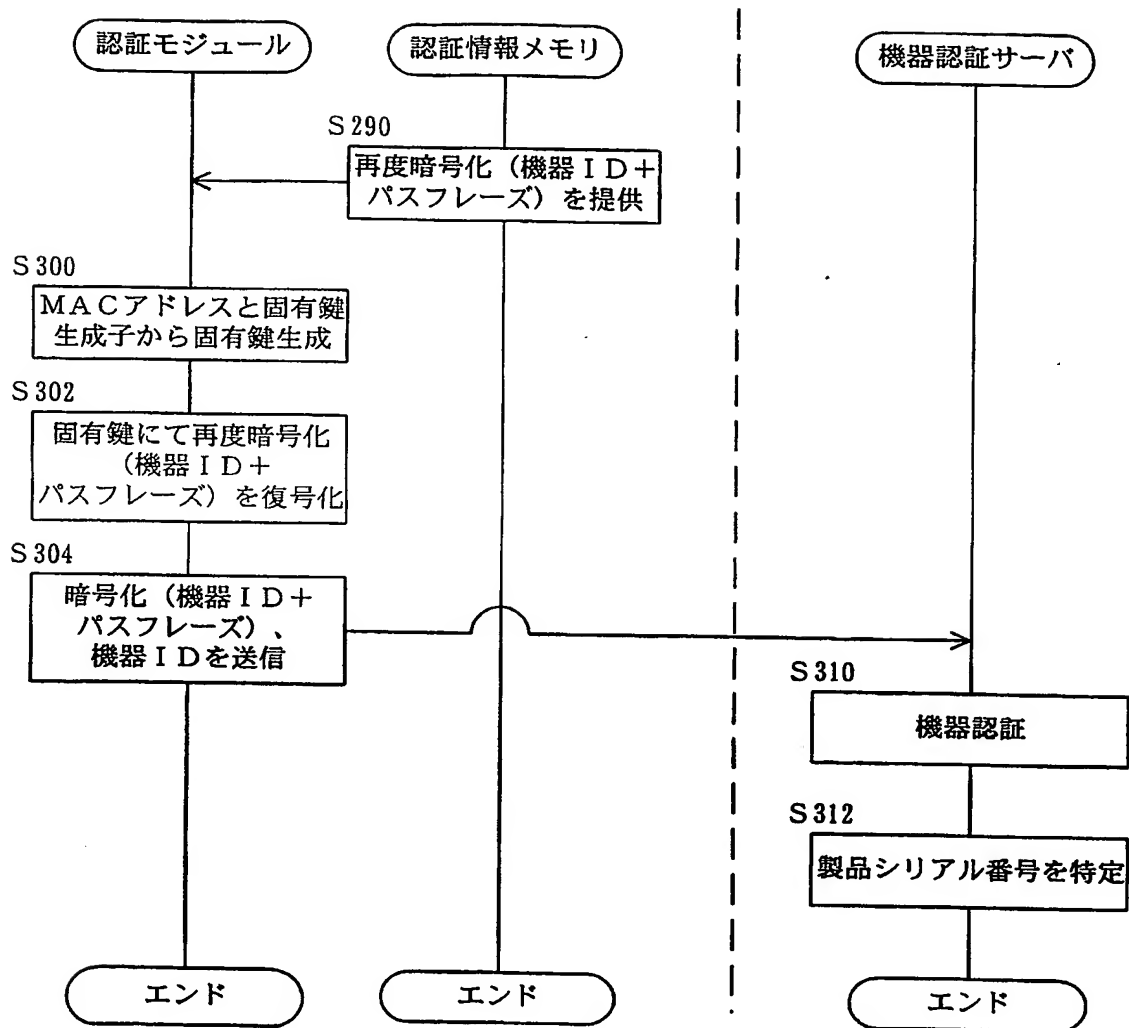 認証モジュール
認証情報メモリ
機器認証サーバ
S290
再度暗号化（機器ID＋
パスフレーズ）を提供
S300
MACアドレスと固有鍵
生成子から固有鍵生成
S302
固有鍵にて再度暗号化
（機器ID＋
パスフレーズ）を復号化
S304
暗号化（機器ID＋
パスフレーズ）、
機器IDを送信
S310
機器認証
S312
製品シリアル番号を特定
エンド
エンド
エンド